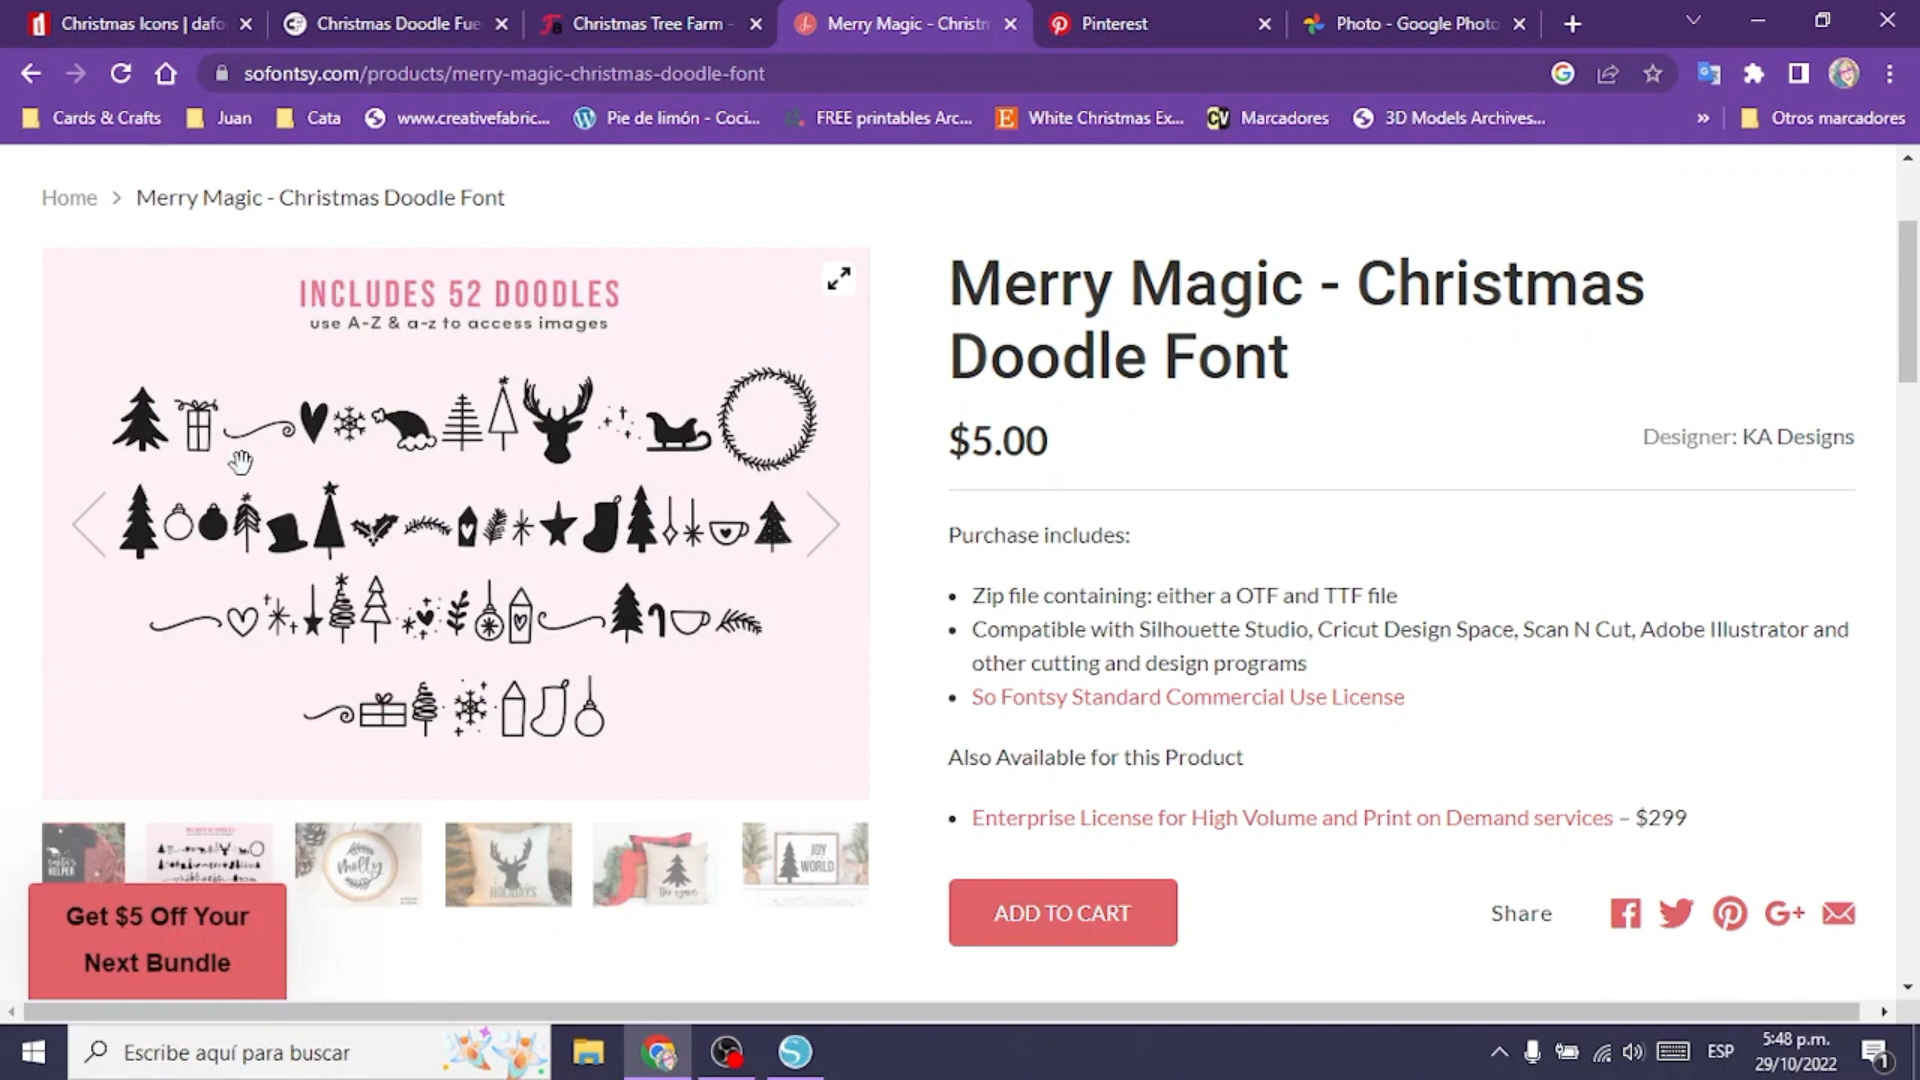 Christmas Icons | dafo
Christmas Doodle Fue
Christmas Tree Farm -
Merry Magic - Christm
Pinterest
Photo - Google Photo
sofontsy.com/products/merry-magic-christmas-doodle-font
Cards & Crafts
Juan
Cata
www.creativefabric...
Pie de limón - Coci...
FREE printables Arc...
White Christmas Ex...
Marcadores
3D Models Archives...
»
Otros marcadores
Home > Merry Magic - Christmas Doodle Font
INCLUDES 52 DOODLES
use A-Z & a-z to access images
Merry Magic - Christmas
Doodle Font
$5.00
Designer: KA Designs
Purchase includes:
• Zip file containing: either a OTF and TTF file
• Compatible with Silhouette Studio, Cricut Design Space, Scan N Cut, Adobe Illustrator and
other cutting and design programs
• So Fontsy Standard Commercial Use License
Also Available for this Product
• Enterprise License for High Volume and Print on Demand services – $299
HELPER
molly
HOLIDAYS
JOY
WORLD
ADD TO CART
Share
Get $5 Off Your
Next Bundle
Escribe aquí para buscar
ESP
5:48 p.m.
29/10/2022
1